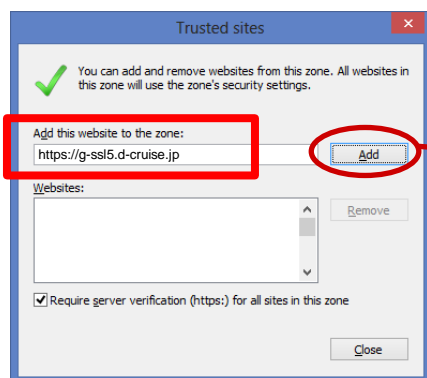 Trusted sites
You can add and remove websites from this zone. All websites in
this zone will use the zone's security settings.
Add this website to the zone:
https://g-ssl5.d-cruise.jp
Add
Websites:
Remove
Require server verification (https:) for all sites in this zone
Close